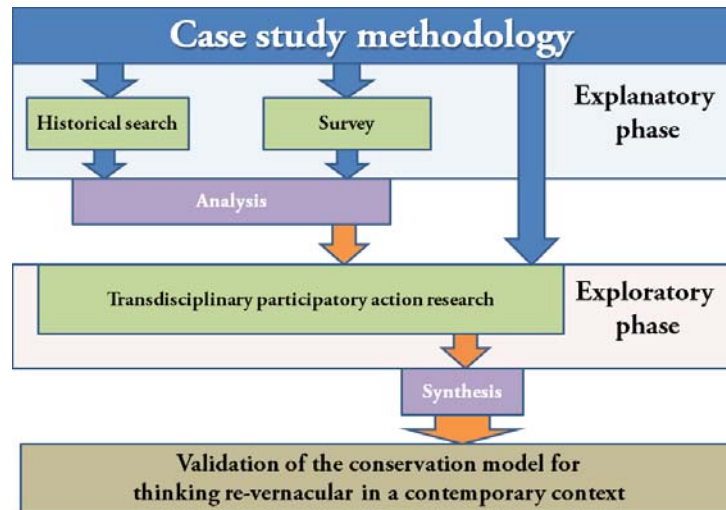 Case study methodology
Explanatory
phase
Historical search
Survey
Analysis
Transdisciplinary participatory action research
Exploratory
phase
Synthesis
Validation of the conservation model for
thinking re-vernacular in a contemporary context